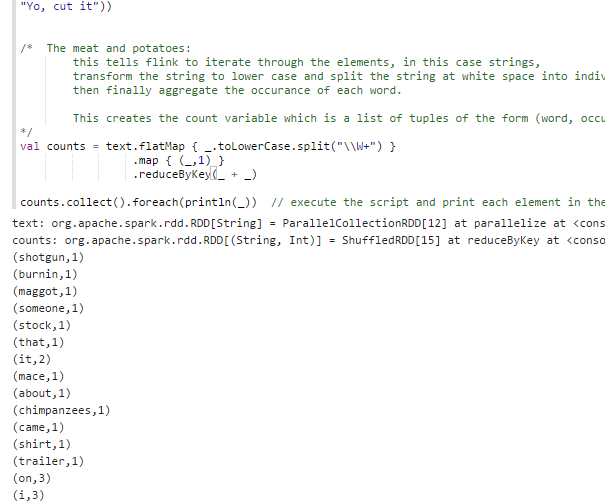 "Yo, cut it"))
/* The meat and potatoes:
this tells flink to iterate through the elements, in this case strings,
transform the string to lower case and split the string at white space into indiv
then finally aggregate the occurance of each word.
This creates the count variable which is a list of tuples of the form (word, occu
*/
val counts = text.flatMap { _.toLowerCase.split("\\W+") }
.map { (_,1) }
.reduceByKey(_ + _)
counts.collect().foreach(println(_)) // execute the script and print each element in the
text: org.apache.spark.rdd.RDD[String] = ParallelCollectionRDD[12] at parallelize at <cons
counts: org.apache.spark.rdd.RDD[(String, Int)] = ShuffledRDD[15] at reduceByKey at <conso
(shotgun,1)
(burnin,1)
(maggot,1)
(someone,1)
(stock,1)
(that,1)
(it,2)
(mace,1)
(about,1)
(chimpanzees,1)
(came,1)
(shirt,1)
(trailer,1)
(on,3)
(i,3)